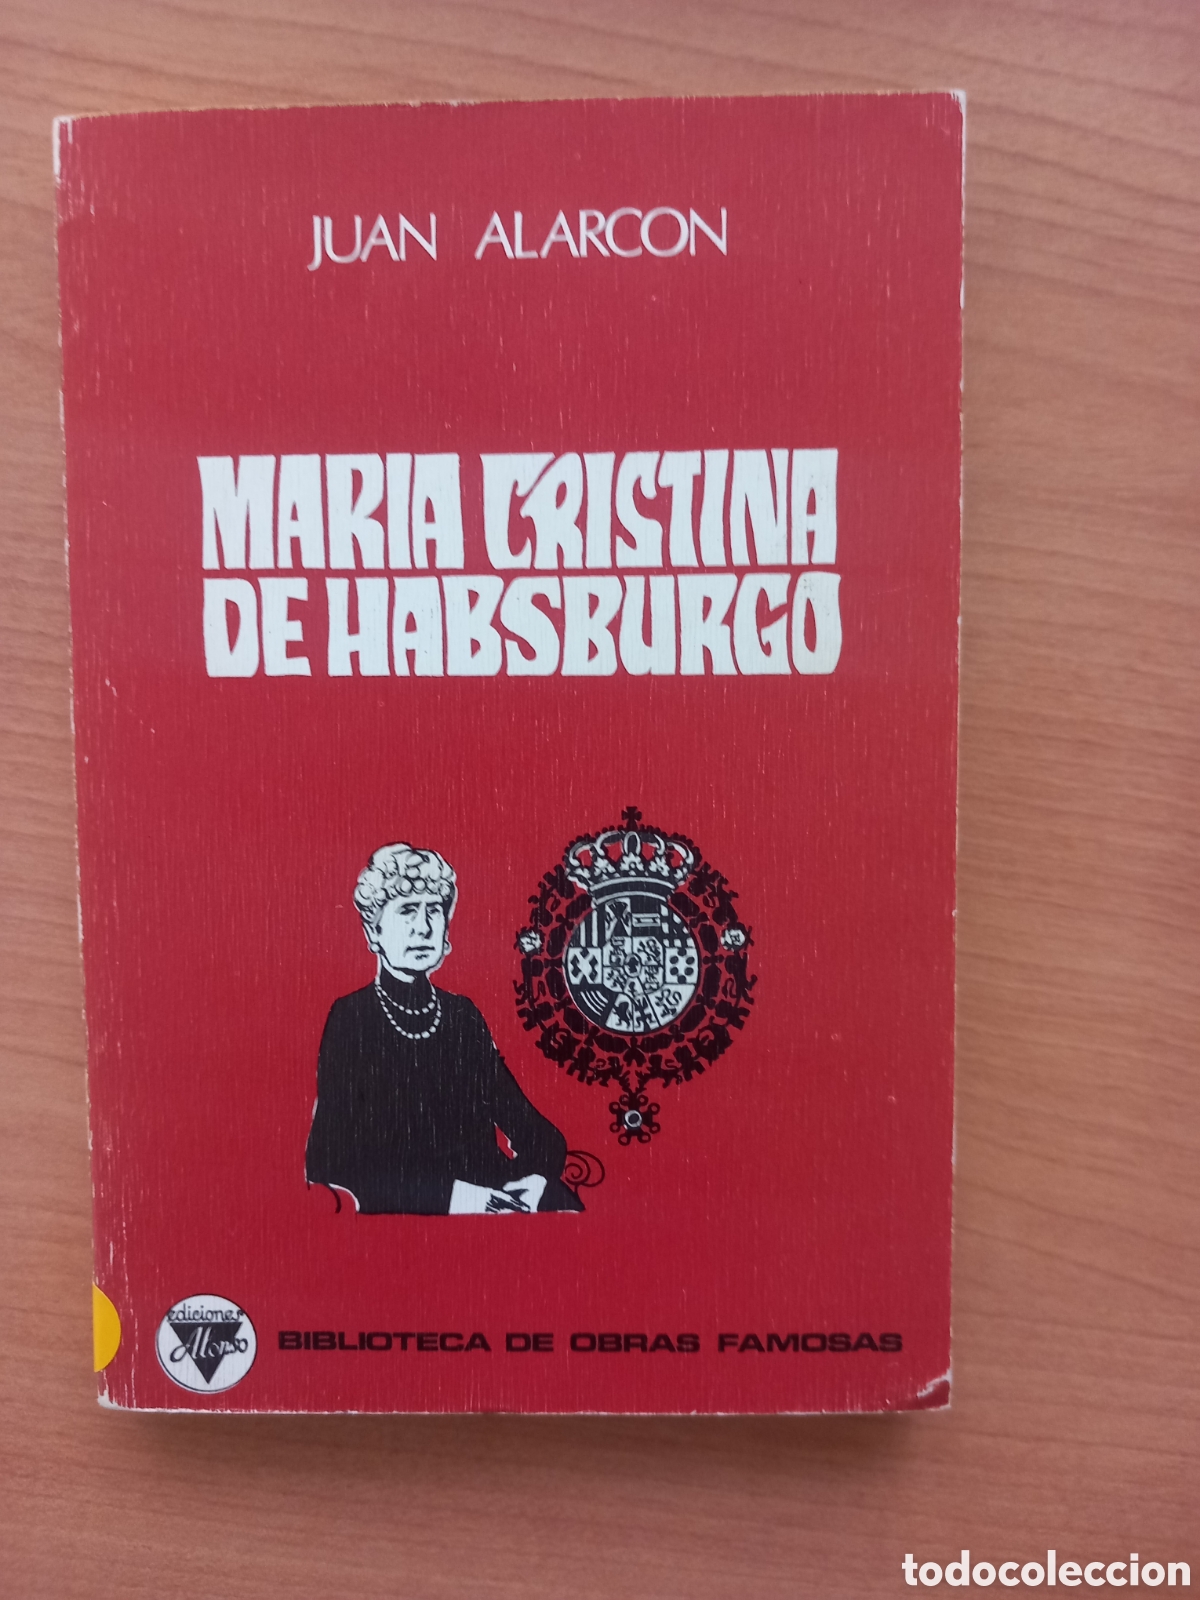 JUAN ALARCON
MARIA CRISTINA
DE HABSBURGO
ediciones
Alonso
BIBLIOTECA DE OBRAS FAMOSAS
todocoleccion